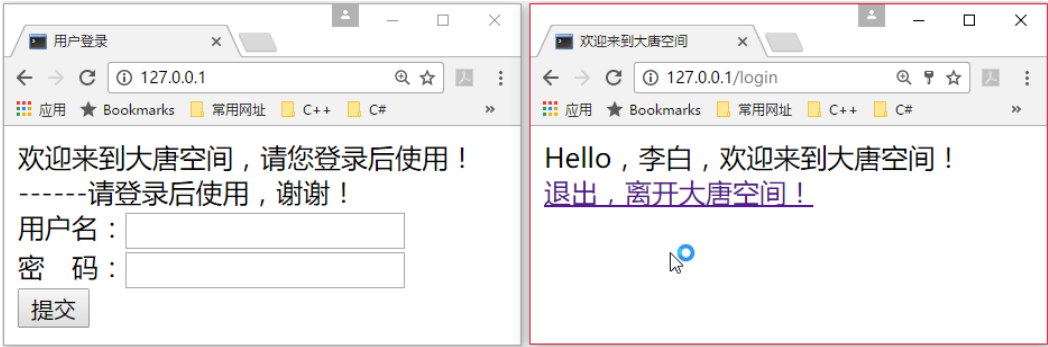 用户登录
127.0.0.1
应用 Bookmarks 常用网址 C++ C# »
欢迎来到大唐空间，请您登录后使用！
------请登录后使用，谢谢！
用户名：
密　码：
提交
欢迎来到大唐空间
127.0.0.1/login
应用 Bookmarks 常用网址 C++ C# »
Hello，李白，欢迎来到大唐空间！
退出，离开大唐空间！